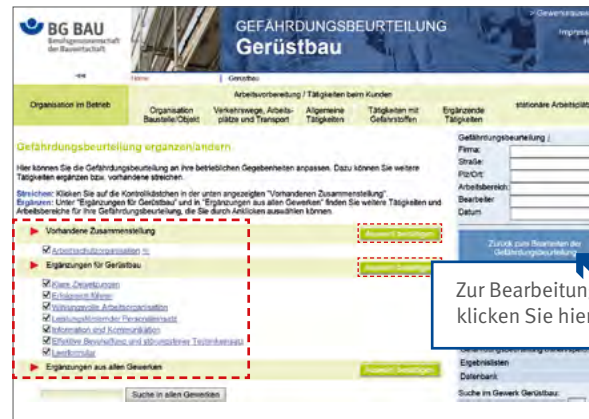 BG BAU
Berufsgenossenschaft
der Bauwirtschaft
GEFÄHRDUNGSBEURTEILUNG
Gerüstbau
Home
Gerüstbau
Organisation im Betrieb
Arbeitsvorbereitung / Tätigkeiten beim Kunden
Organisation Baustelle/Objekt
Verkehrswege, Arbeitsplätze und Transport
Allgemeine Tätigkeiten
Tätigkeiten mit Gefahrstoffen
Ergänzende Tätigkeiten
stationäre
Gefährdungsbeurteilung ergänzen/ändern
Hier können Sie die Gefährdungsbeurteilung an ihre betrieblichen Gegebenheiten anpassen. Dazu können Sie weitere
Tätigkeiten ergänzen bzw. vorhandene streichen.
Streichen: Klicken Sie auf die Kontrollkästchen in der unten angezeigten "Vorhandenen Zusammenstellung".
Ergänzen: Unter "Ergänzungen für Gerüstbau" und in "Ergänzungen aus allen Gewerken" finden Sie weitere Tätigkeiten und
Arbeitsbereiche für Ihre Gefährdungsbeurteilung, die Sie durch Anklicken auswählen können.
Vorhandene Zusammenstellung
Auswahl bestätigen
Arbeitsschutzorganisation
Ergänzungen für Gerüstbau
Auswahl bestätigen
Klare Zielsetzungen
Erfolgreich führen
Wirkungsvolle Arbeitsorganisation
Leistungsfördernder Personaleinsatz
Information und Kommunikation
Effektive Beschaffung und störungsfreier
Leerformular
Ergänzungen aus allen Gewerken
Auswahl bestätigen
Suche in allen Gewerken
Gefährdungsbeurteilung
Firma:
Straße:
Plz/Ort:
Arbeitsbereich:
Bearbeiter
Datum
Zurück zum Bearbeiten der
Gefährdungsbeurteilung
Zur Bearbeitun
klicken Sie hier
Ergebnislisten
Datenbank
Suche im Gewerk Gerüstbau: